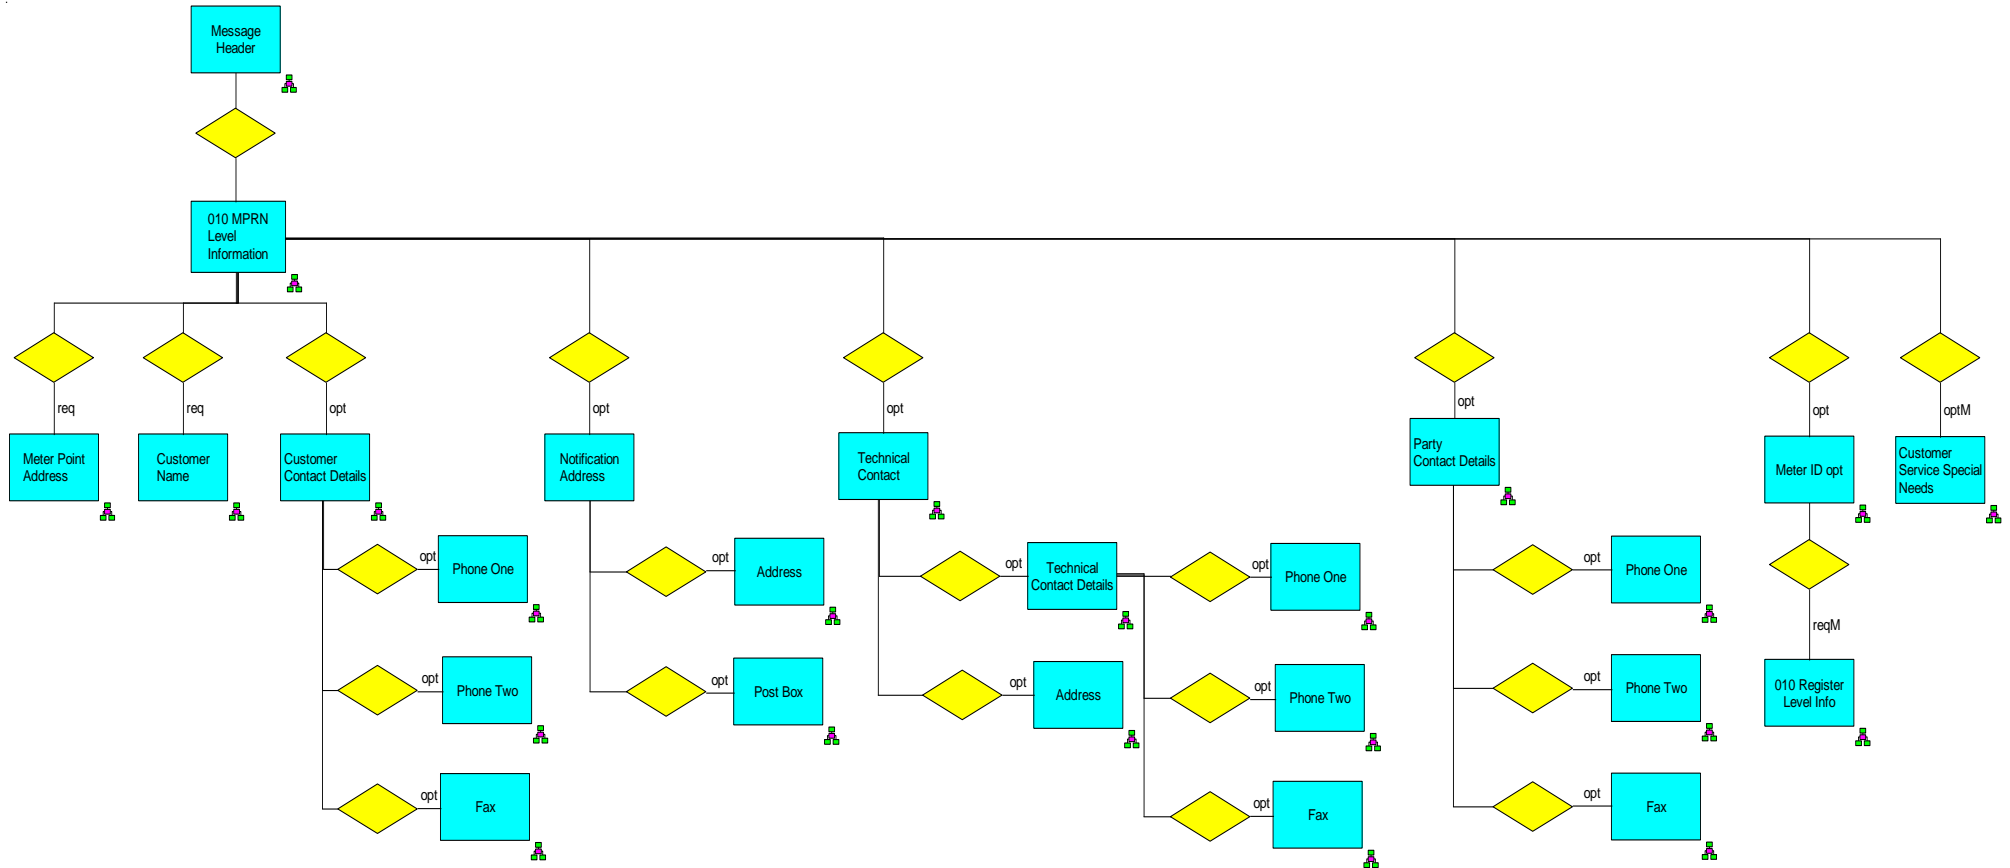 Message
Header
010 MPRN
Level
Information
req
req
opt
opt
opt
opt
opt
optM
Meter Point
Address
Customer
Name
Customer
Contact Details
Notification
Address
Technical
Contact
Party
Contact Details
Meter ID opt
Customer
Service Special
Needs
opt
Phone One
opt
Address
opt
Technical
Contact Details
opt
Phone One
opt
Phone One
reqM
opt
Phone Two
opt
Post Box
opt
Address
opt
Phone Two
opt
Phone Two
010 Register
Level Info
opt
Fax
opt
Fax
opt
Fax